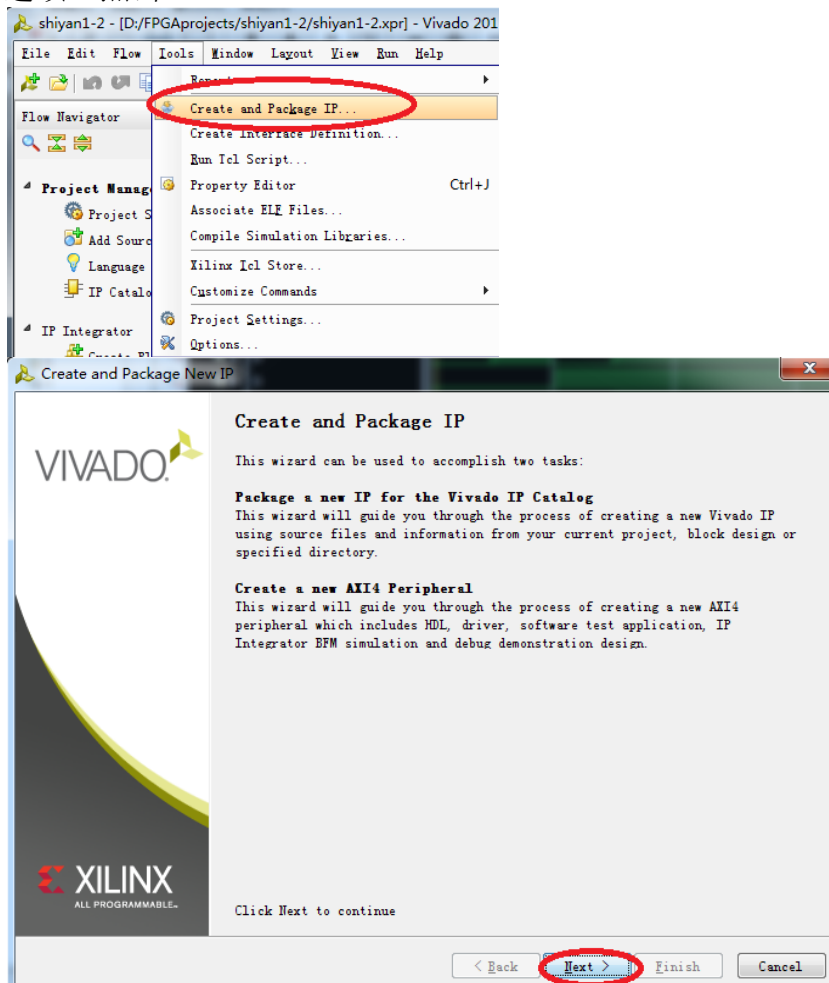 shiyan1-2 - [D:/FPGAprojects/shiyan1-2/shiyan1-2.xpr] - Vivado 201
File Edit Flow Tools Window Layout View Run Help
Flow Navigator
Create and Package IP...
Create Interface Definition...
Run Tcl Script...
Project Manag
Property Editor Ctrl+J
Project S
Associate ELF Files...
Add Sourc
Compile Simulation Libraries...
Language
Xilinx Tcl Store...
IP Catalo
Customize Commands
IP Integrator
Project Settings...
Options...
Create and Package New IP
Create and Package IP
VIVADO.
This wizard can be used to accomplish two tasks:
Package a new IP for the Vivado IP Catalog
This wizard will guide you through the process of creating a new Vivado IP
using source files and information from your current project, block design or
specified directory.
Create a new AXI4 Peripheral
This wizard will guide you through the process of creating a new AXI4
peripheral which includes HDL, driver, software test application, IP
Integrator BFM simulation and debug demonstration design.
XILINX
ALL PROGRAMMABLE™
Click Next to continue
< Back Next > Finish Cancel